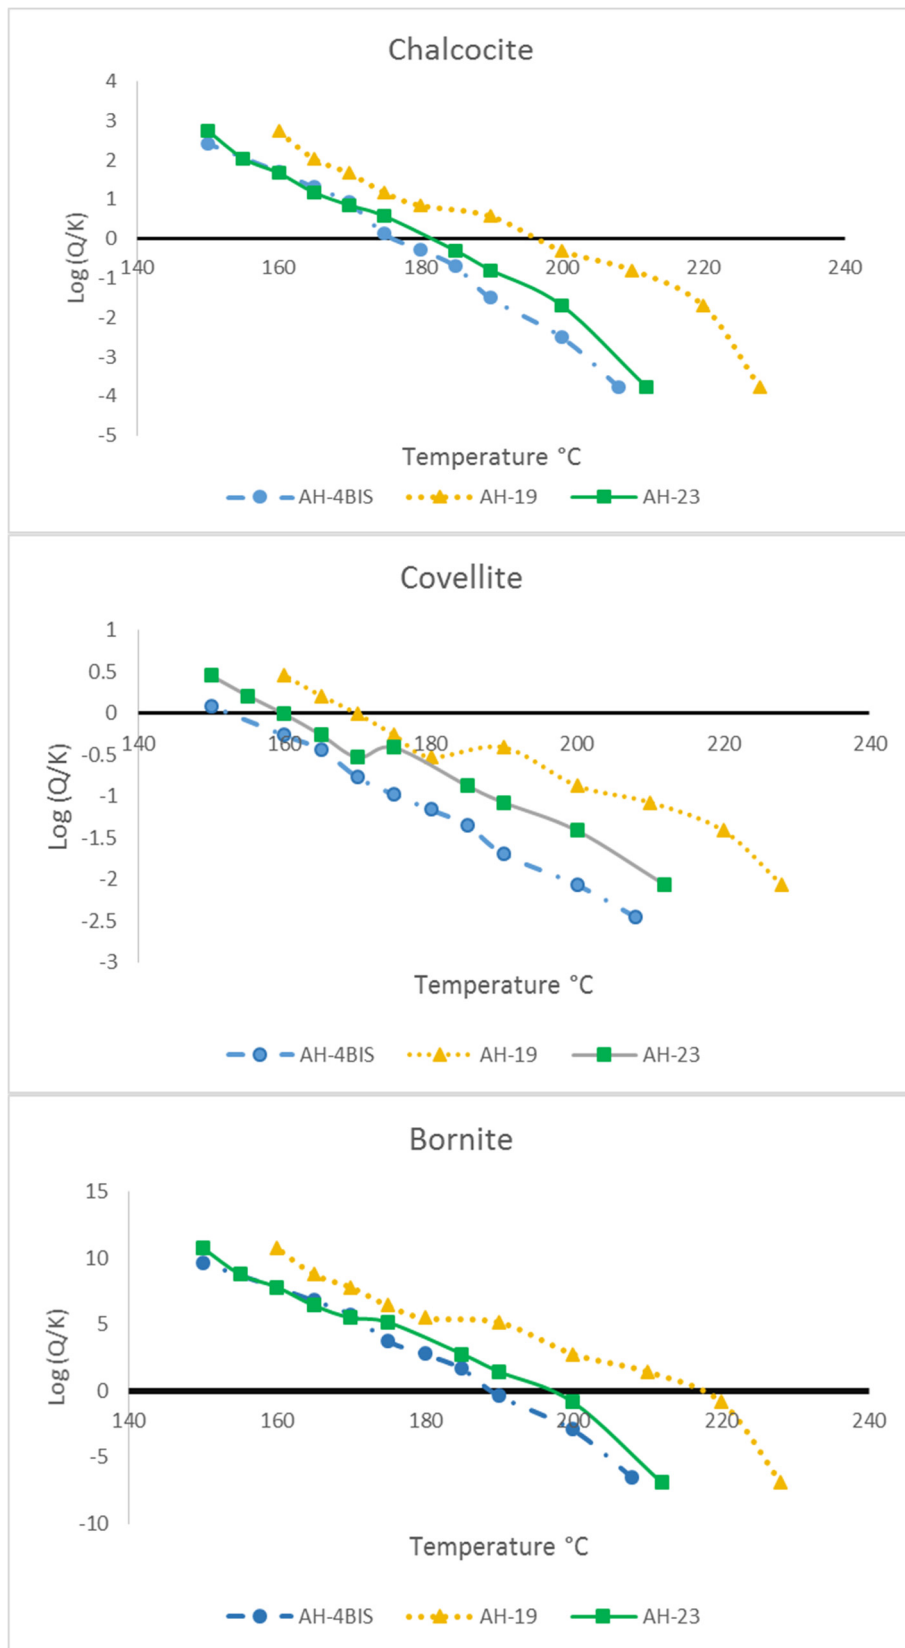 Chalcocite
4
3
2
1
0
-1
-2
-3
-4
-5
140 160 180 200 220 240
Log (Q/K)
Temperature °C
AH-4BIS AH-19 AH-23
Covellite
1
0.5
0
-0.5
-1
-1.5
-2
-2.5
-3
140 160 180 200 220 240
Log (Q/K)
Temperature °C
AH-4BIS AH-19 AH-23
Bornite
15
10
5
0
-5
-10
140 160 180 200 220 240
Log (Q/K)
Temperature °C
AH-4BIS AH-19 AH-23